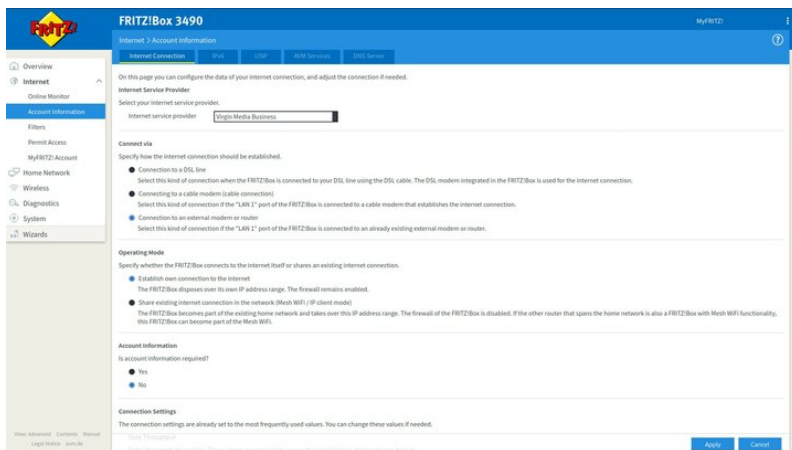 FRITZ!
FRITZ!Box 3490
MyFRITZ!
Internet > Account Information
Internet Connection
IPv6
LISP
AVM Services
DNS Server
Overview
Internet
Online Monitor
Account Information
Filters
Permit Access
MyFRITZ! Account
Home Network
Wireless
Diagnostics
System
Wizards
On this page you can configure the data of your internet connection, and adjust the connection if needed.
Internet Service Provider
Select your internet service provider.
Internet service provider
Virgin Media Business
Connect via
Specify how the internet connection should be established.
Connection to a DSL line
Select this kind of connection when the FRITZ!Box is connected to your DSL line using the DSL cable. The DSL modem integrated in the FRITZ!Box is used for the internet connection.
Connecting to a cable modem (cable connection)
Select this kind of connection if the "LAN 1" port of the FRITZ!Box is connected to a cable modem that establishes the internet connection.
Connection to an external modem or router
Select this kind of connection if the "LAN 1" port of the FRITZ!Box is connected to an already existing external modem or router.
Operating Mode
Specify whether the FRITZ!Box connects to the internet itself or shares an existing internet connection.
Establish own connection to the internet
The FRITZ!Box disposes over its own IP address range. The firewall remains enabled.
Share existing internet connection in the network (Mesh WiFi / IP client mode)
The FRITZ!Box becomes part of the existing home network and takes over this IP address range. The firewall of the FRITZ!Box is disabled. If the other router that spans the home network is also a FRITZ!Box with Mesh WiFi functionality,
this FRITZ!Box can become part of the Mesh WiFi.
Account Information
Is account information required?
Yes
No
Connection Settings
The connection settings are already set to the most frequently used values. You can change these values if needed.
Data Throughput
View: Advanced Contents Manual
Legal Notice avm.de
Apply
Cancel